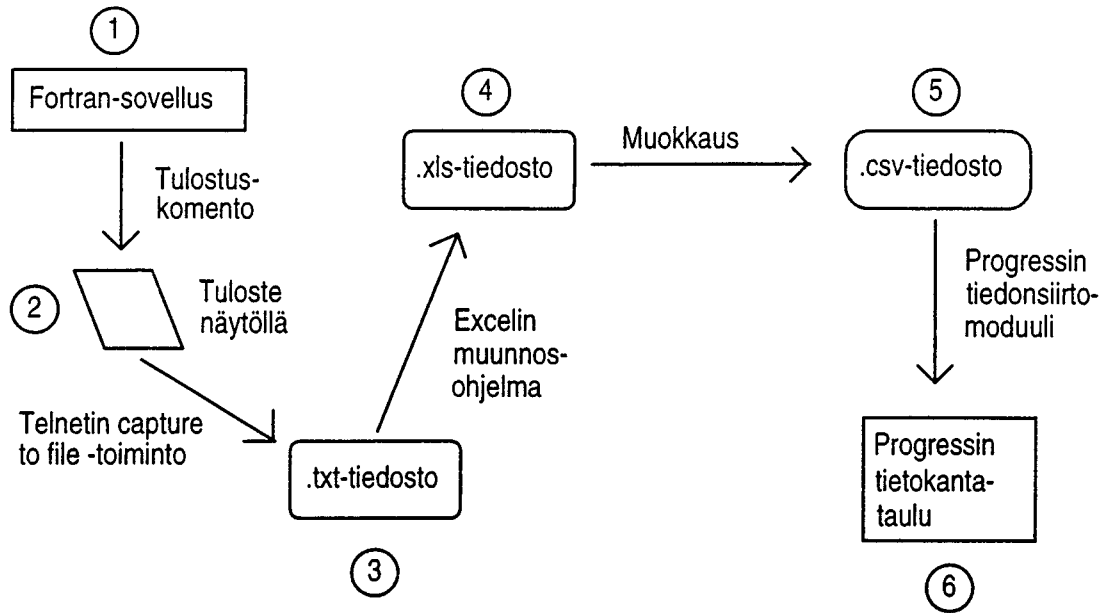 1
Fortran-sovellus
Tulostus-
komento
2
Tuloste
näytöllä
Telnetin capture
to file -toiminto
.txt-tiedosto
3
Excelin
muunnos-
ohjelma
4
.xls-tiedosto
Muokkaus
5
.csv-tiedosto
Progressin
tiedonsiirto-
moduuli
Progressin
tietokanta-
taulu
6